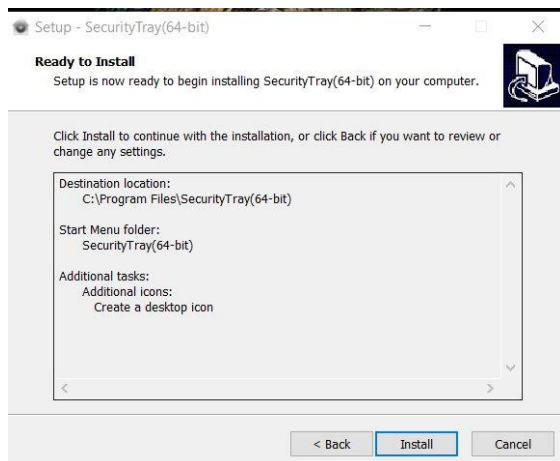 Setup - SecurityTray(64-bit)
Ready to Install
Setup is now ready to begin installing SecurityTray(64-bit) on your computer.
Click Install to continue with the installation, or click Back if you want to review or
change any settings.
Destination location:
C:\Program Files\SecurityTray(64-bit)
Start Menu folder:
SecurityTray(64-bit)
Additional tasks:
Additional icons:
Create a desktop icon
< Back
Install
Cancel